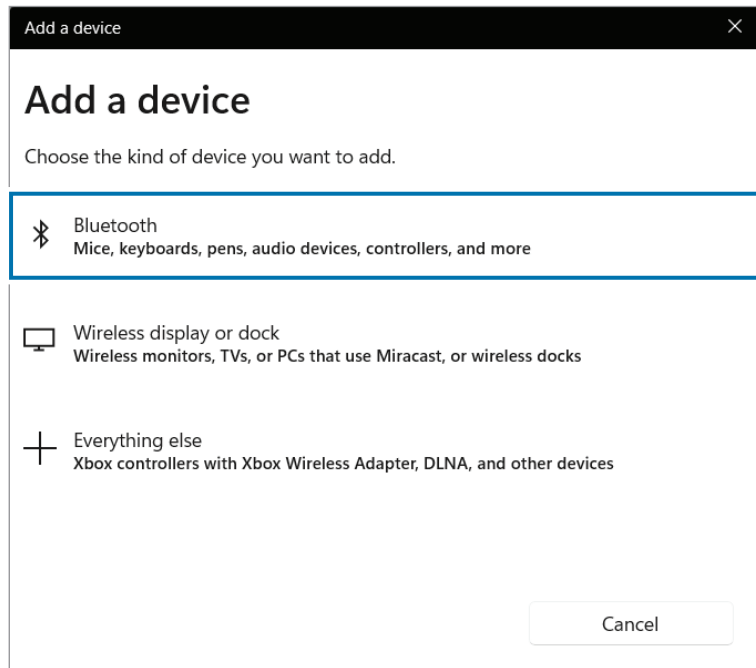 Add a device
Add a device
Choose the kind of device you want to add.
Bluetooth
Mice, keyboards, pens, audio devices, controllers, and more
Wireless display or dock
Wireless monitors, TVs, or PCs that use Miracast, or wireless docks
Everything else
Xbox controllers with Xbox Wireless Adapter, DLNA, and other devices
Cancel